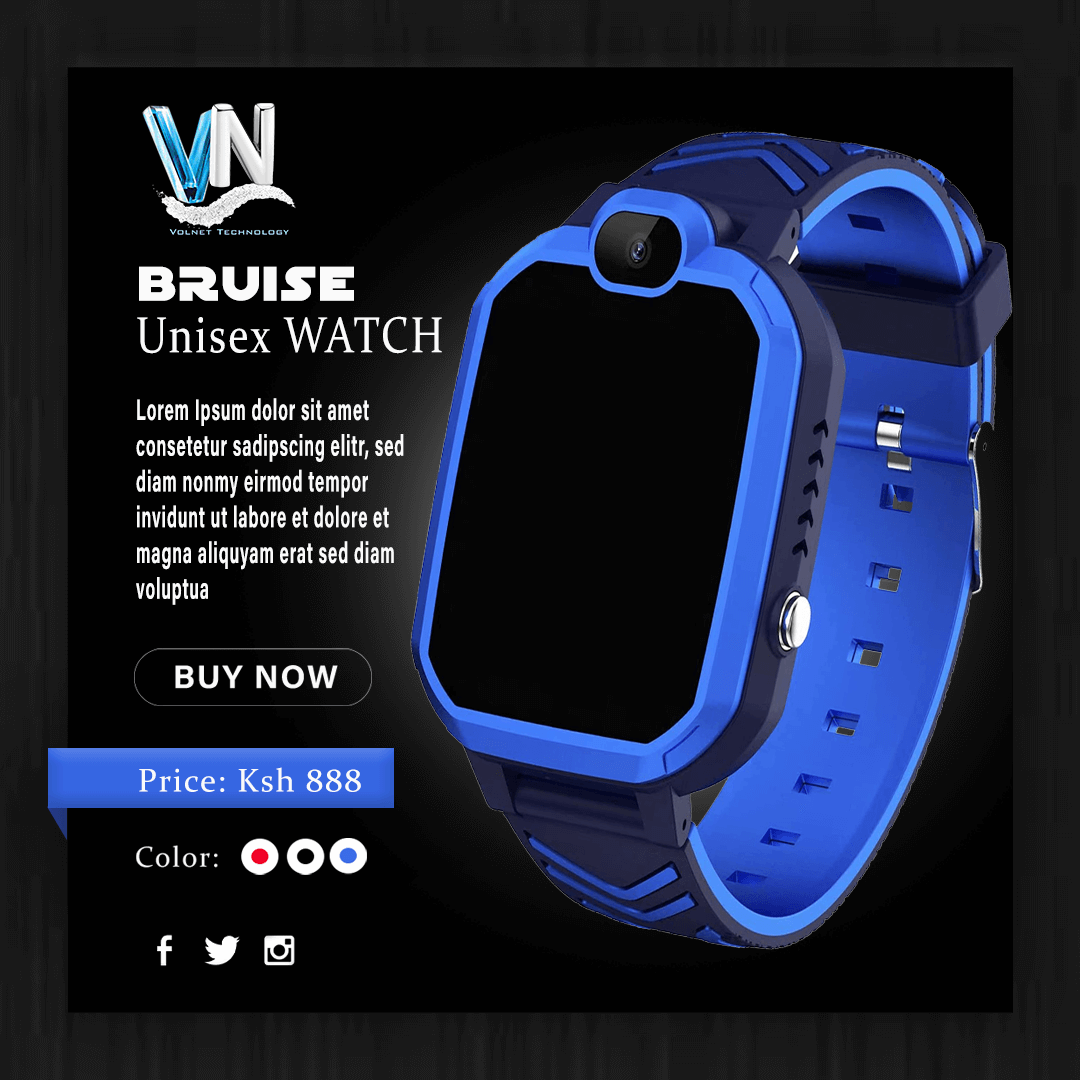 VN
VOLNET TECHNOLOGY
BRUISE
Unisex WATCH
Lorem Ipsum dolor sit amet
consetetur sadipscing elitr, sed
diam nonmy eirmod tempor
invidunt ut labore et dolore et
magna aliquyam erat sed diam
voluptua
BUY NOW
Price: Ksh 888
Color: